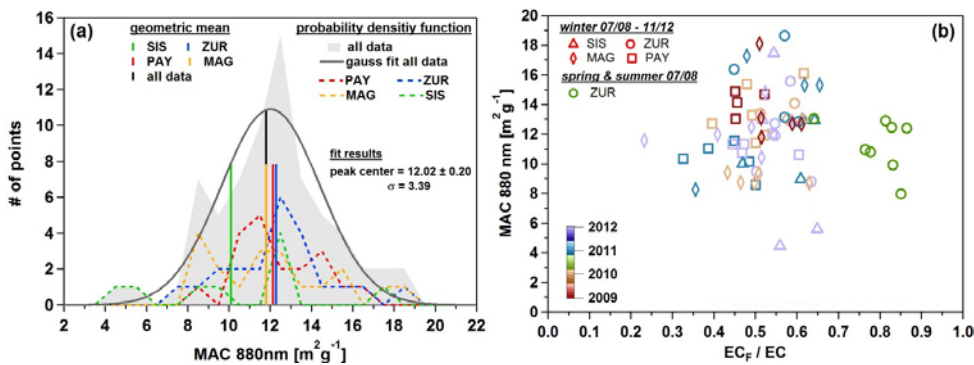 (a)
geometric mean
SIS ZUR
PAY MAG
all data
probability densitiy function
all data
gauss fit all data
PAY ZUR
MAG SIS
fit results
peak center = 12.02 ± 0.20
σ = 3.39
# of points
16
14
12
10
8
6
4
2
0
2 4 6 8 10 12 14 16 18 20 22
MAC 880nm [m²g⁻¹]
(b)
winter 07/08 - 11/12
SIS ZUR
MAG PAY
spring & summer 07/08
ZUR
2012
2011
2010
2009
MAC 880 nm [m²g⁻¹]
20
18
16
14
12
10
8
6
4
2
0
0.0 0.1 0.2 0.3 0.4 0.5 0.6 0.7 0.8 0.9 1.0
EC_F / EC